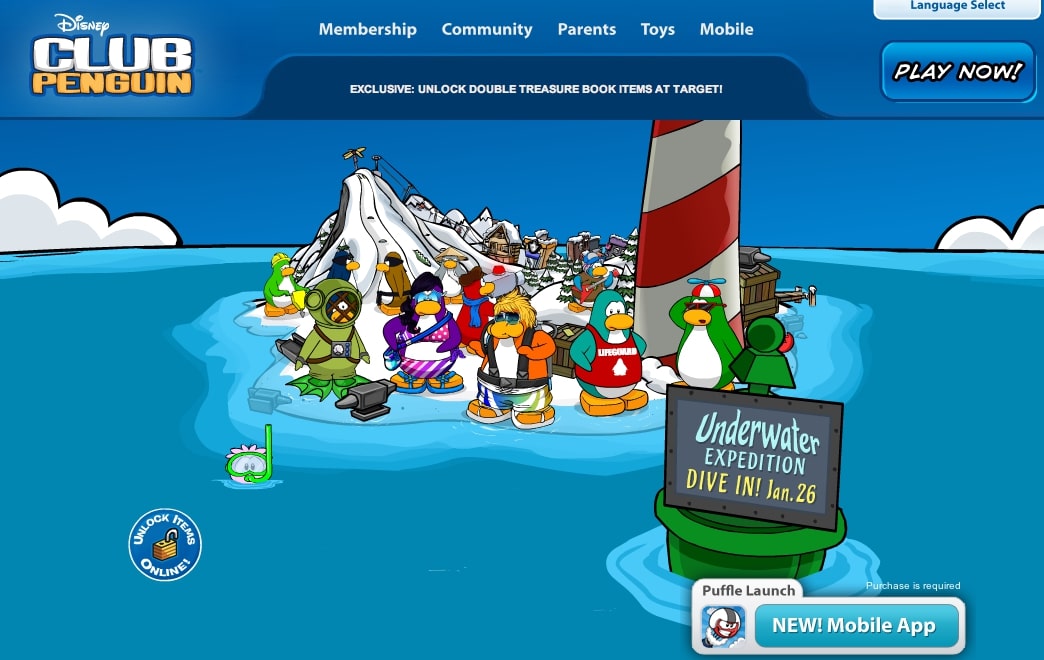 Language Select
Disney
CLUB
PENGUIN
Membership Community Parents Toys Mobile
PLAY NOW!
EXCLUSIVE: UNLOCK DOUBLE TREASURE BOOK ITEMS AT TARGET!
LIFEGUARD
Underwater
EXPEDITION
DIVE IN! Jan. 26
UNLOCK ITEMS
ONLINE!
Purchase is required
Puffle Launch
NEW! Mobile App